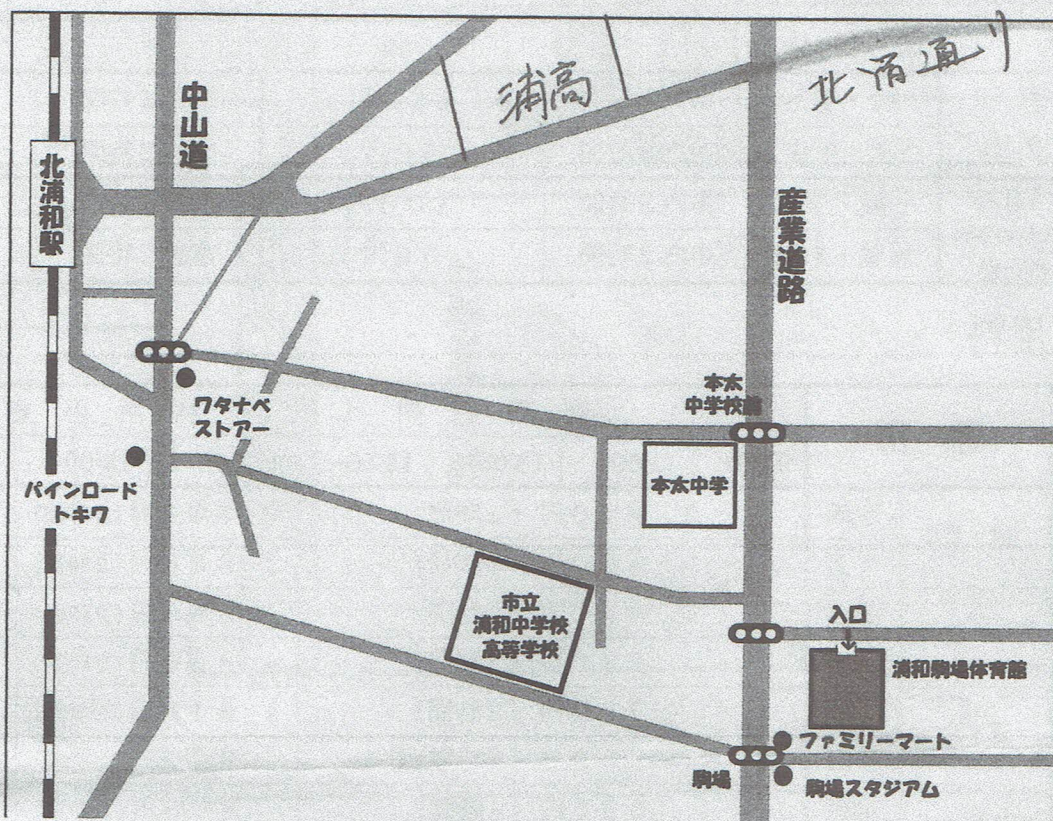 浦高
北浦通り
中山道
北浦和駅
産業道路
ワタナベ
ストアー
本太
中学校前
本太中学
パインロード
トキワ
市立
浦和中学校
高等学校
入口
浦和駒場体育館
ファミリーマート
駒場
駒場スタジアム